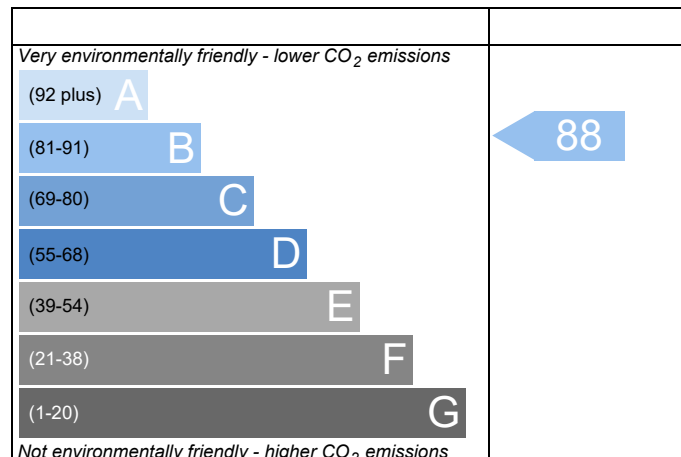 Very environmentally friendly - lower CO₂ emissions
(92 plus) A
(81-91) B
88
(69-80) C
(55-68) D
(39-54) E
(21-38) F
(1-20) G
Not environmentally friendly - higher CO₂ emissions